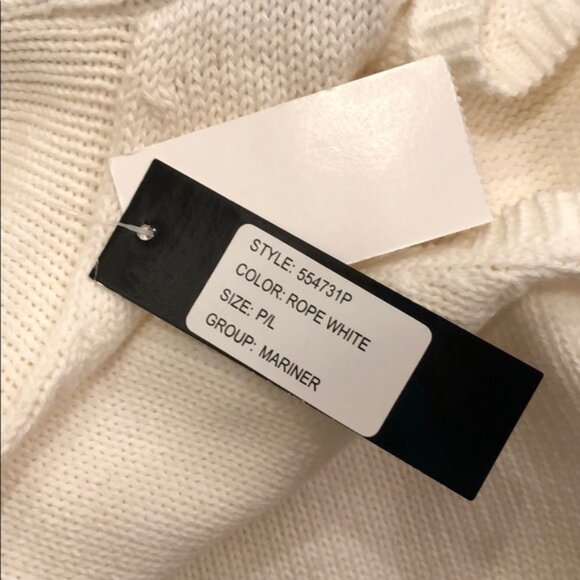 STYLE: 554731P
COLOR: ROPE WHITE
SIZE: P/L
GROUP: MARINER